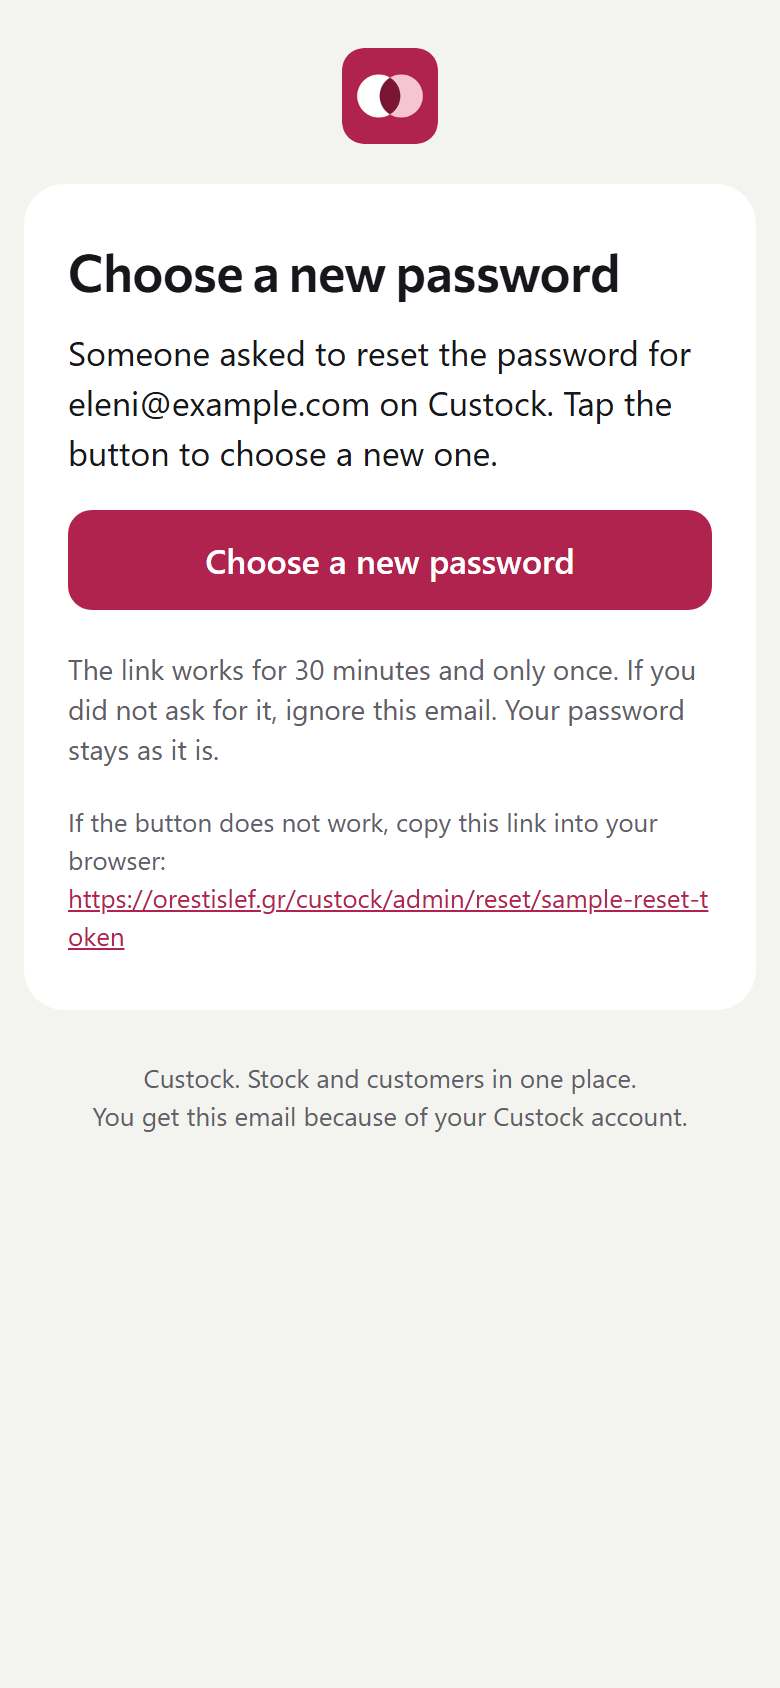 Choose a new password
Someone asked to reset the password for
eleni@example.com on Custock. Tap the
button to choose a new one.
Choose a new password
The link works for 30 minutes and only once. If you
did not ask for it, ignore this email. Your password
stays as it is.
If the button does not work, copy this link into your
browser:
https://orestislef.gr/custock/admin/reset/sample-reset-t
oken
Custock. Stock and customers in one place.
You get this email because of your Custock account.